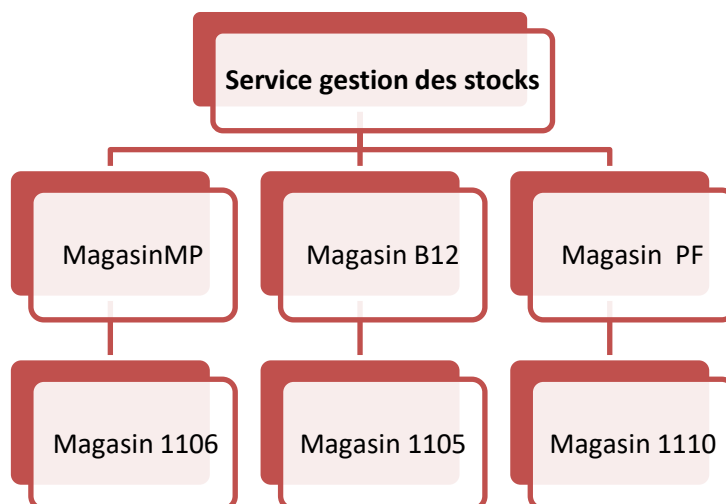 Service gestion des stocks
MagasinMP
Magasin B12
Magasin PF
Magasin 1106
Magasin 1105
Magasin 1110